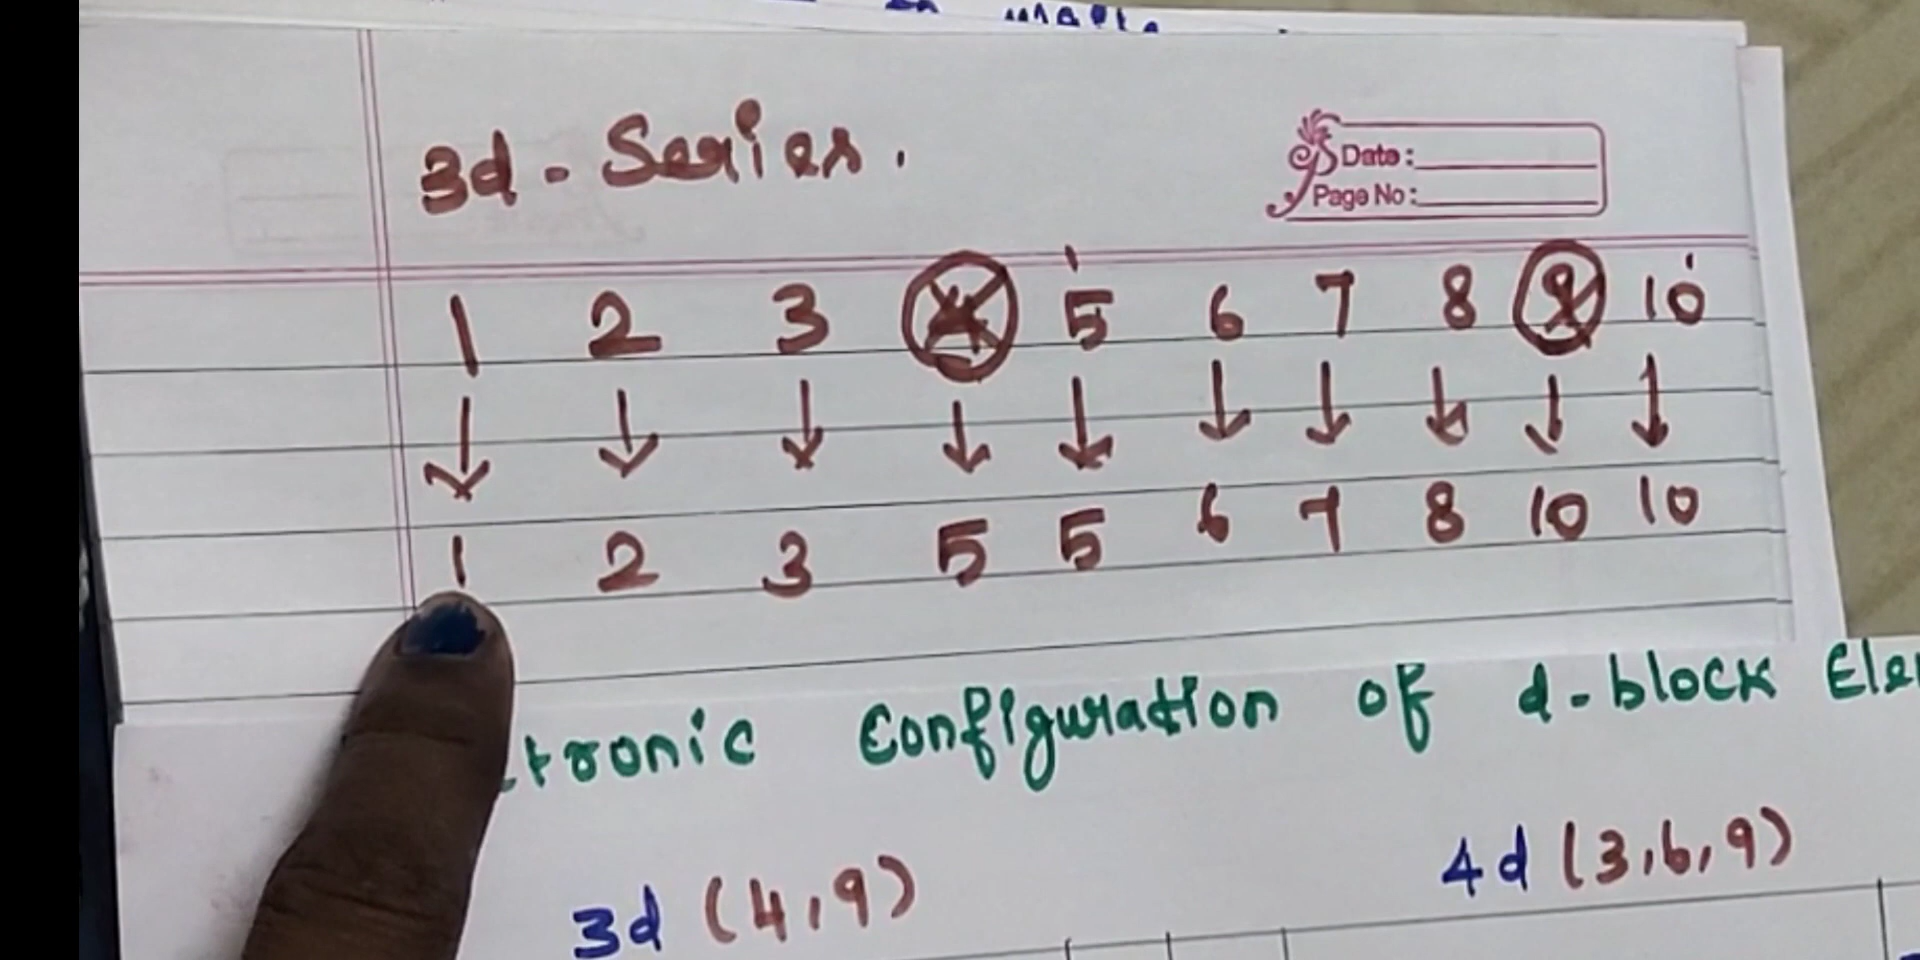 3d - Series.
Date :
Page No :
1 2 3 4 5 6 7 8 9 10
↓ ↓ ↓ ↓ ↓ ↓ ↓ ↓ ↓ ↓
1 2 3 5 5 6 7 8 10 10
tronic Configuration of d-block Ele
3d (4,9) 4d (3,6,9)